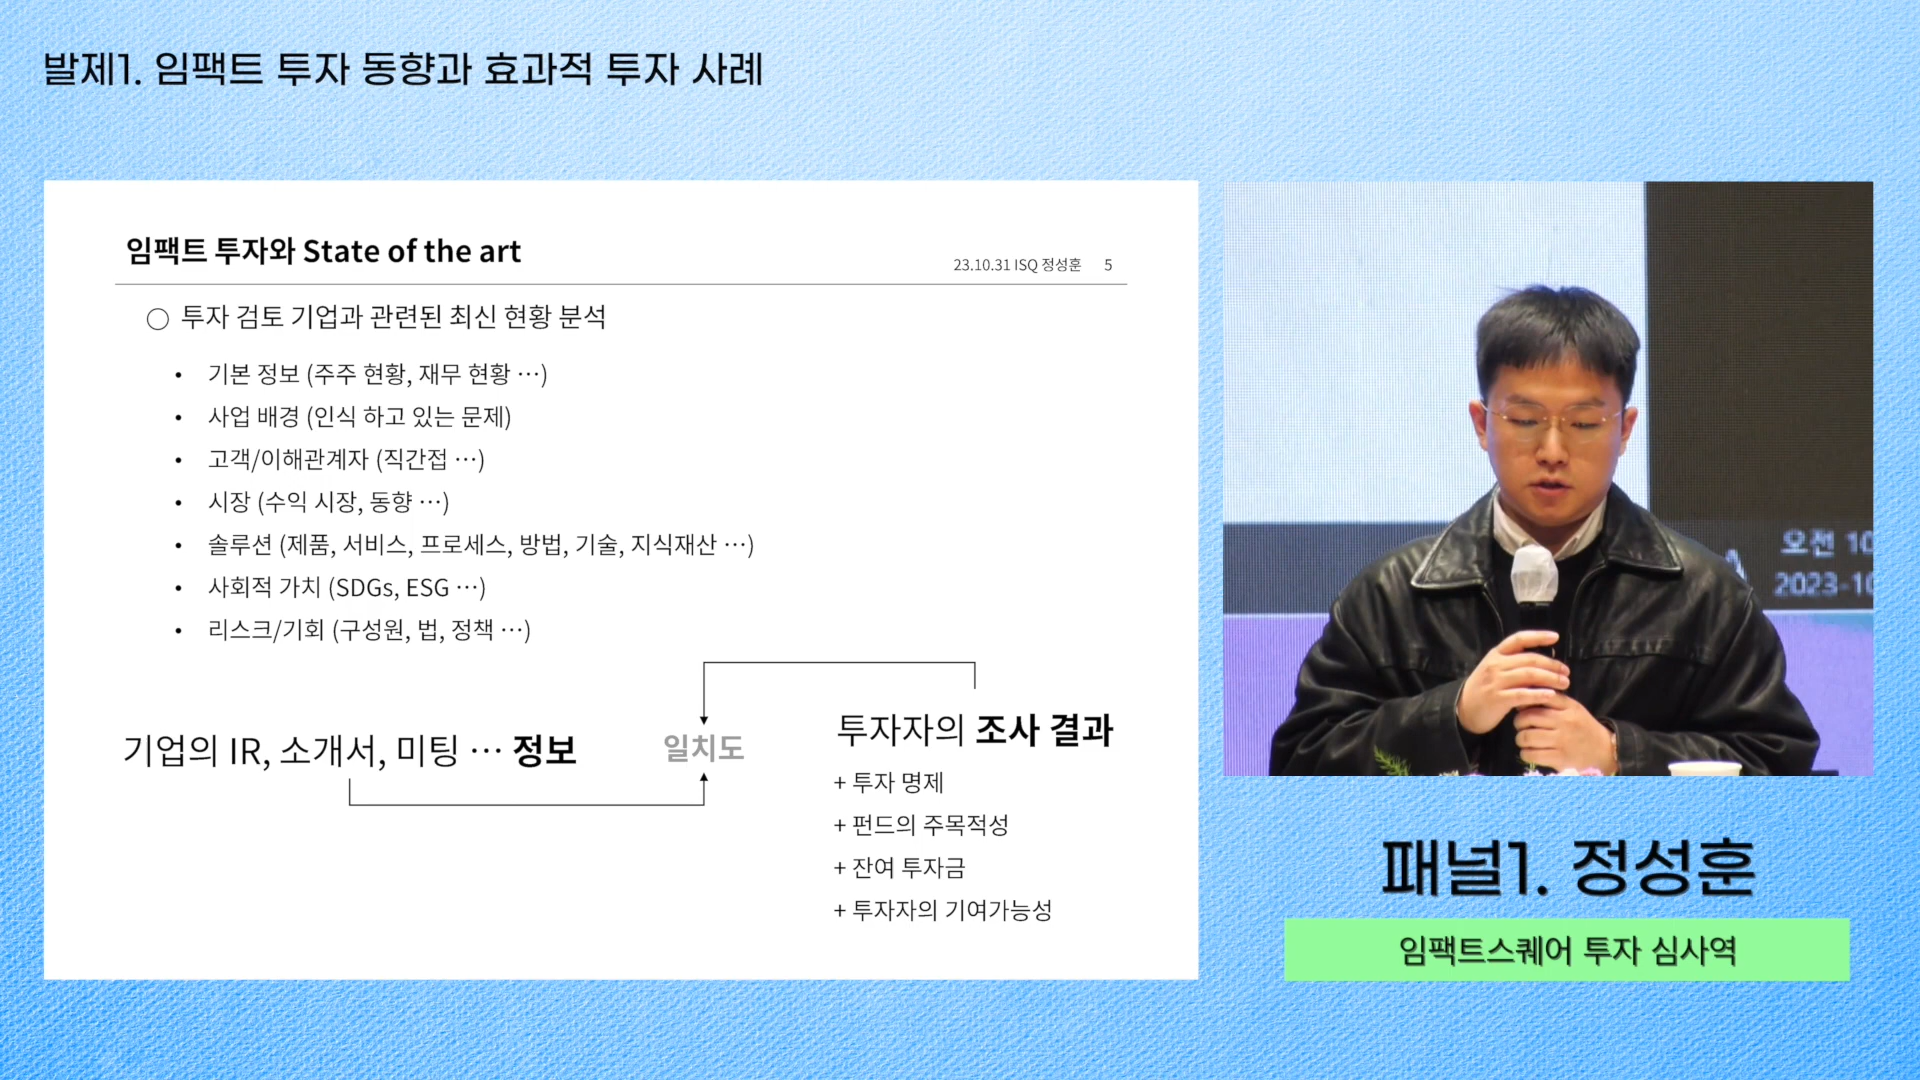 발제1. 임팩트 투자 동향과 효과적 투자 사례
임팩트 투자와 State of the art
23.10.31 ISQ 정성훈 5
○ 투자 검토 기업과 관련된 최신 현황 분석
• 기본 정보 (주주 현황, 재무 현황 …)
• 사업 배경 (인식 하고 있는 문제)
• 고객/이해관계자 (직간접 …)
• 시장 (수익 시장, 동향 …)
• 솔루션 (제품, 서비스, 프로세스, 방법, 기술, 지식재산 …)
• 사회적 가치 (SDGs, ESG …)
• 리스크/기회 (구성원, 법, 정책 …)
기업의 IR, 소개서, 미팅 … 정보
일치도
투자자의 조사 결과
+ 투자 명제
+ 펀드의 주목적성
+ 잔여 투자금
+ 투자자의 기여가능성
오전 10
2023-10
패널1. 정성훈
임팩트스퀘어 투자 심사역